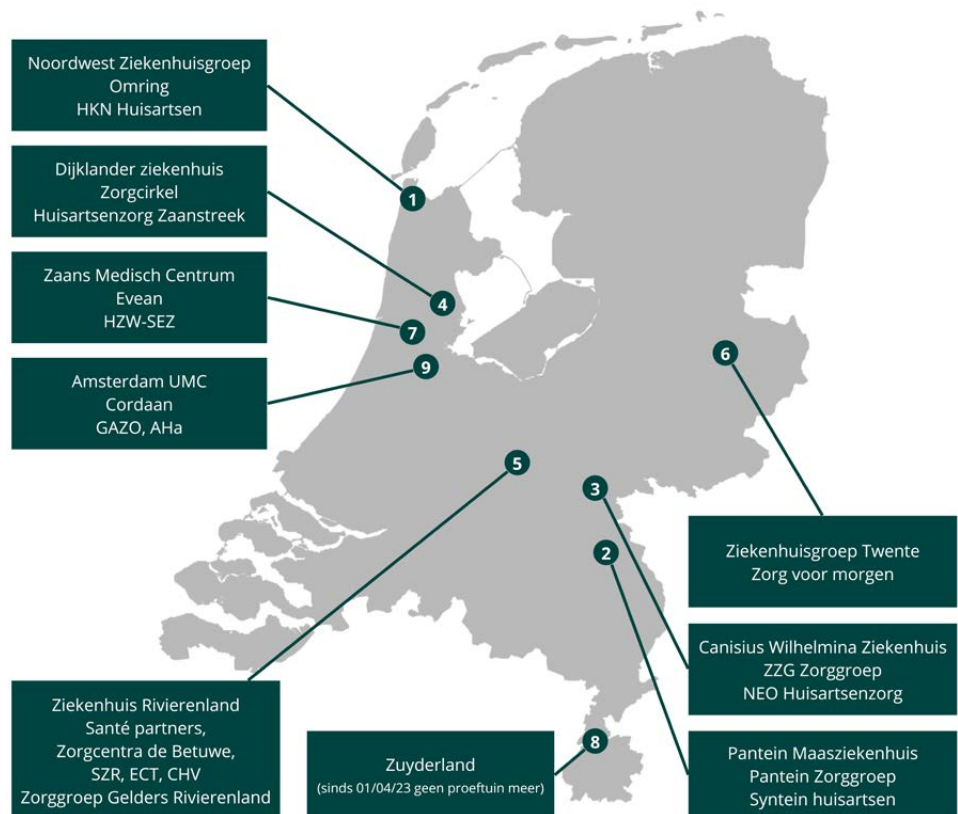 Noordwest Ziekenhuisgroep
Omring
HKN Huisartsen
Dijklander ziekenhuis
Zorgcirkel
Huisartsenzorg Zaanstreek
Zaans Medisch Centrum
Evean
HZW-SEZ
Amsterdam UMC
Cordaan
GAZO, AHa
1
4
7
9
6
5
3
2
8
Ziekenhuisgroep Twente
Zorg voor morgen
Canisius Wilhelmina Ziekenhuis
ZZG Zorggroep
NEO Huisartsenzorg
Ziekenhuis Rivierenland
Santé partners,
Zorgcentra de Betuwe,
SZR, ECT, CHV
Zorggroep Gelders Rivierenland
Zuyderland
(sinds 01/04/23 geen proeftuin meer)
Pantein Maasziekenhuis
Pantein Zorggroep
Syntein huisartsen